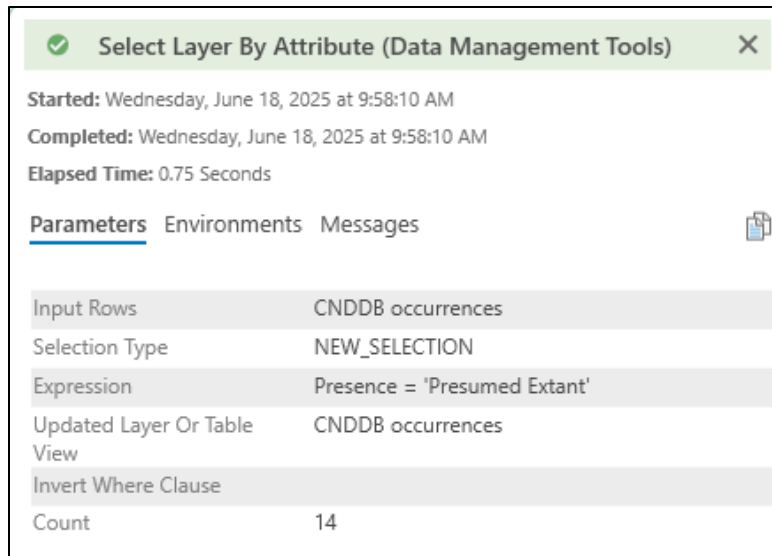 Select Layer By Attribute (Data Management Tools)
Started: Wednesday, June 18, 2025 at 9:58:10 AM
Completed: Wednesday, June 18, 2025 at 9:58:10 AM
Elapsed Time: 0.75 Seconds
Parameters Environments Messages
Input Rows CNDDB occurrences
Selection Type NEW_SELECTION
Expression Presence = 'Presumed Extant'
Updated Layer Or Table CNDDB occurrences
View
Invert Where Clause
Count 14